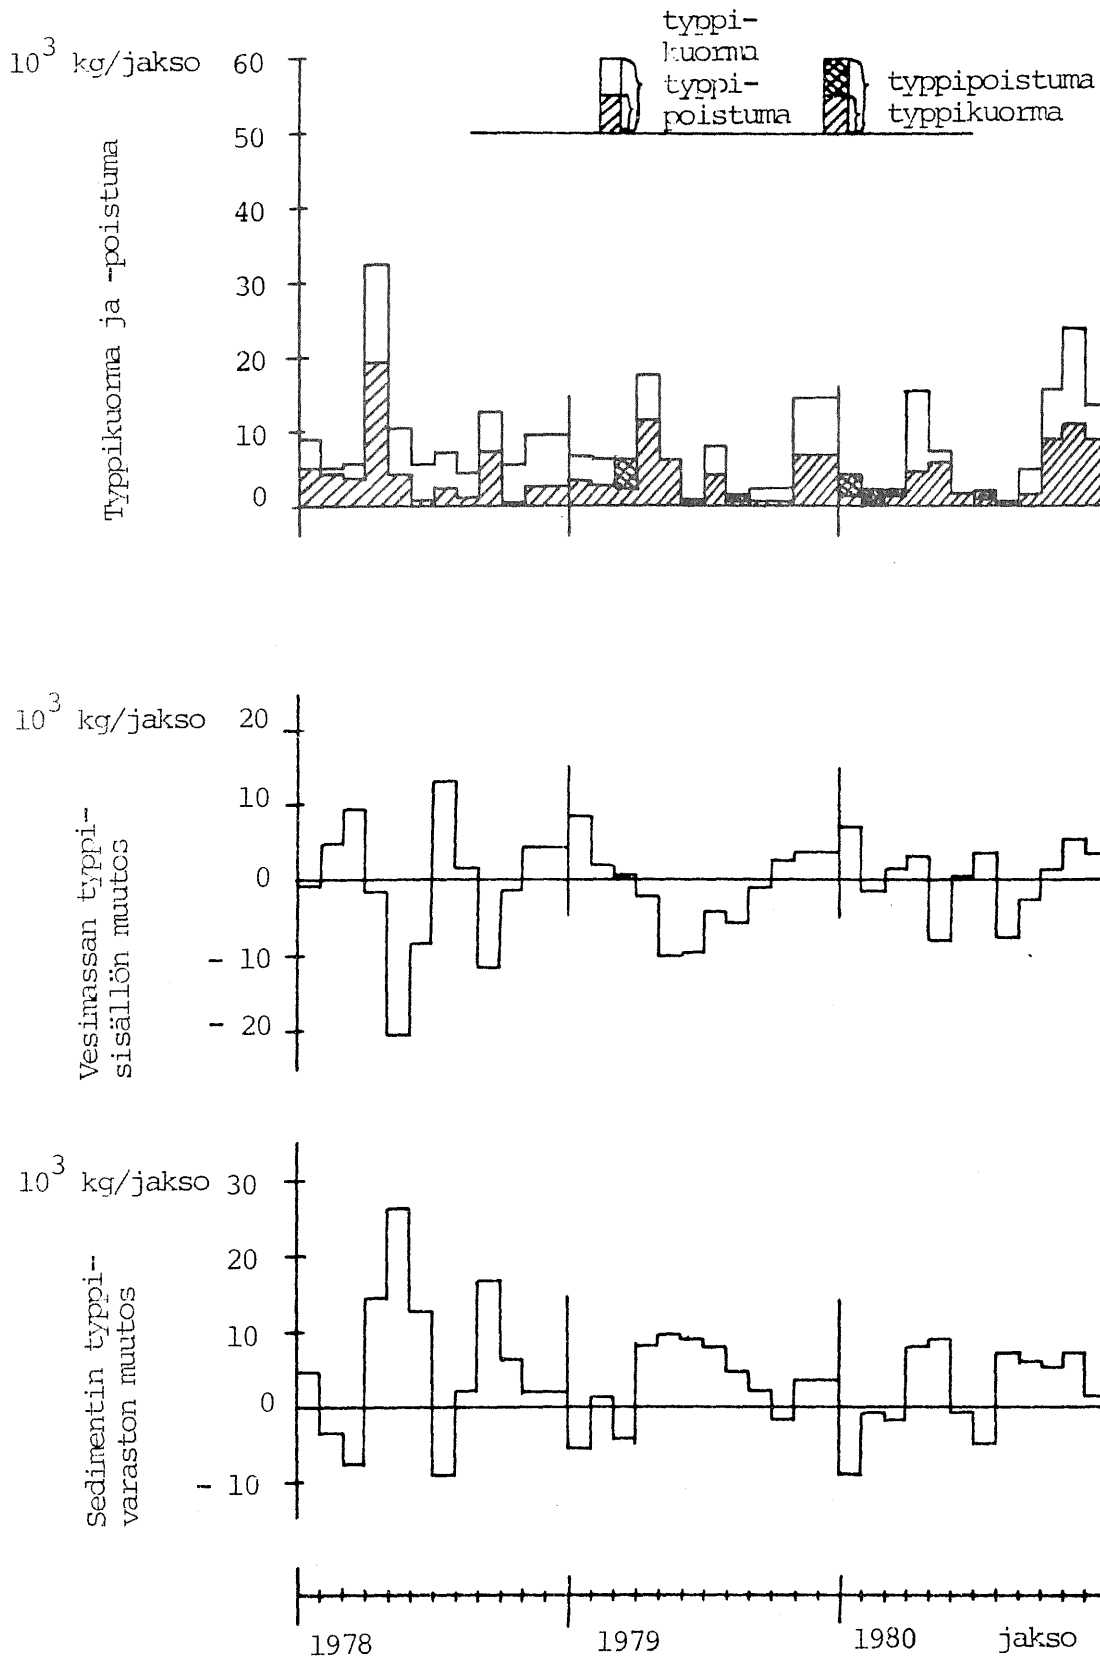 10³ kg/jakso
60
50
40
30
20
10
0
Typpikuorma ja -poistuma
typpi-
kuorma
typpi-
poistuma
typpipoistuma
typpikuorma
10³ kg/jakso
20
10
0
- 10
- 20
Vesimassan typpi-
sisällön muutos
10³ kg/jakso
30
20
10
0
- 10
Sedimentin typpi-
varaston muutos
1978
1979
1980
jakso